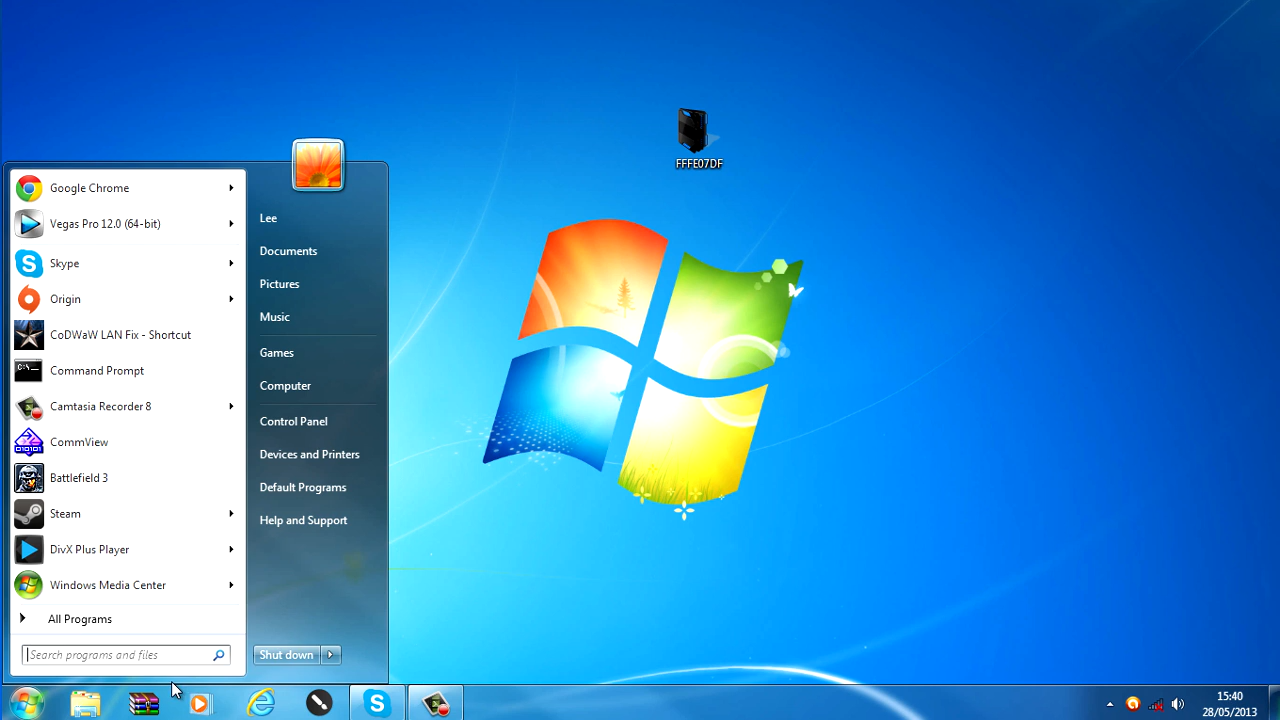 FFFE07DF
Google Chrome
Vegas Pro 12.0 (64-bit)
Skype
Origin
CoDWaW LAN Fix - Shortcut
Command Prompt
Camtasia Recorder 8
CommView
Battlefield 3
Steam
DivX Plus Player
Windows Media Center
All Programs
Search programs and files
Lee
Documents
Pictures
Music
Games
Computer
Control Panel
Devices and Printers
Default Programs
Help and Support
Shut down
15:40
28/05/2013